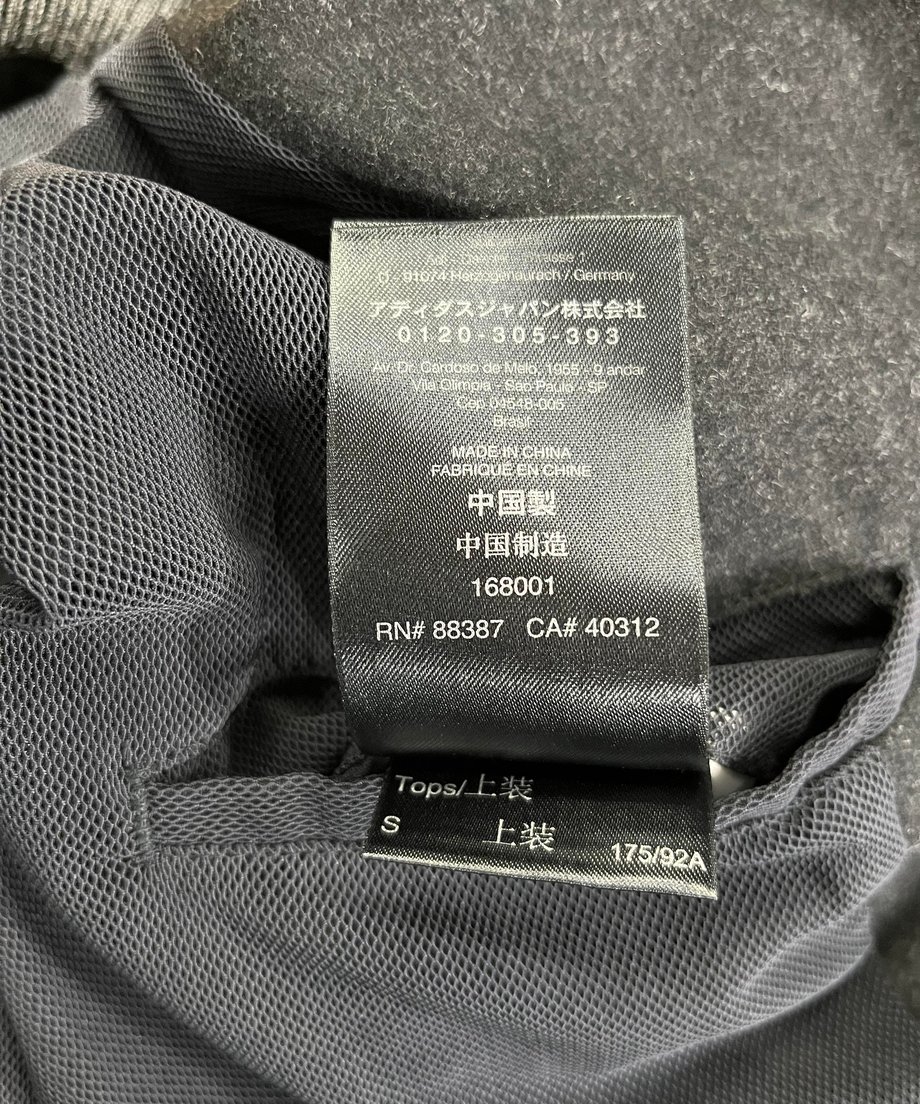 Herzogenaurach / Germany
アディダスジャパン株式会社
0120-305-393
Av. Dr. Cardoso de Melo, 1955 - 9 andar
Vila Olimpia - Sao Paulo - SP
Cep 04548-005
Brasil
MADE IN CHINA
FABRIQUE EN CHINE
中国製
中国制造
168001
RN# 88387 CA# 40312
Tops/上装
S 上装 175/92A